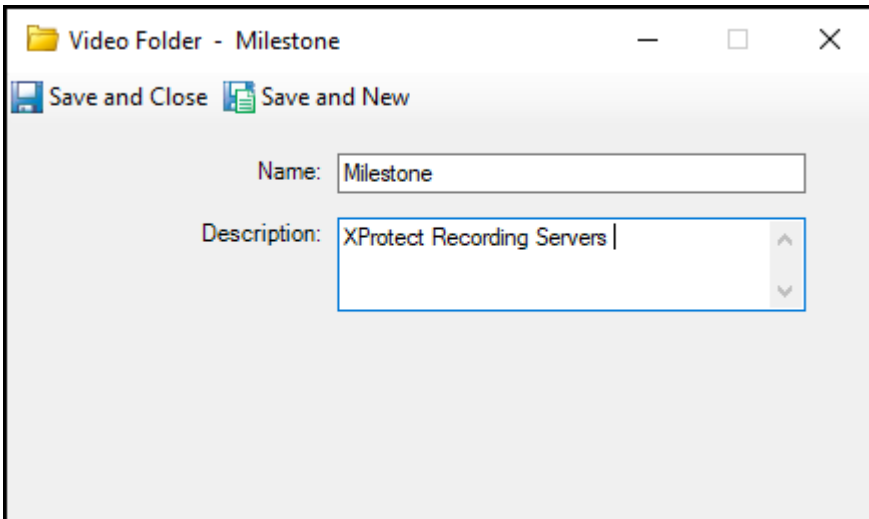 Video Folder - Milestone
Save and Close Save and New
Name: Milestone
Description: XProtect Recording Servers